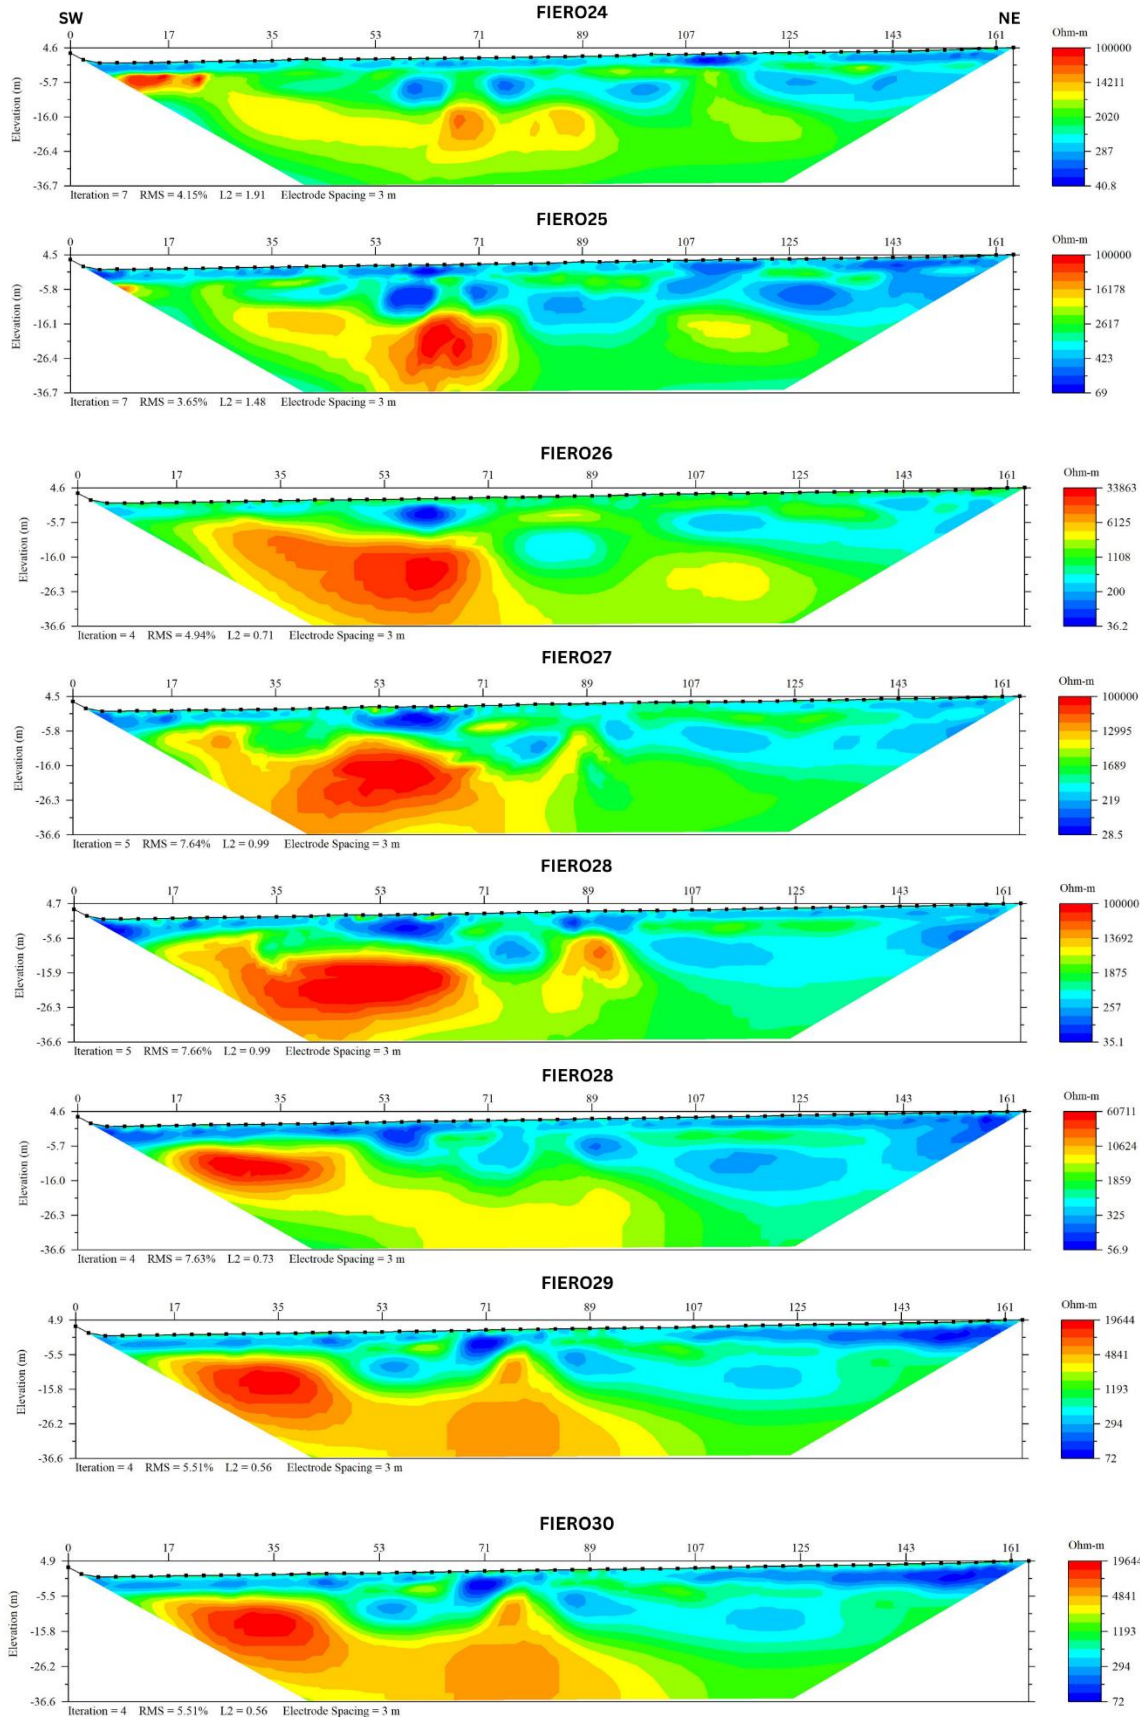 FIERO24
SW NE
0 17 35 53 71 89 107 125 143 161
Ohm-m
Elevation (m)
4.6
-5.7
-16.0
-26.4
-36.7
100000
14211
2020
287
40.8
Iteration = 7 RMS = 4.15% L2 = 1.91 Electrode Spacing = 3 m
FIERO25
0 17 35 53 71 89 107 125 143 161
Ohm-m
Elevation (m)
4.5
-5.8
-16.1
-26.4
-36.7
100000
16178
2617
423
69
Iteration = 7 RMS = 3.65% L2 = 1.48 Electrode Spacing = 3 m
FIERO26
0 17 35 53 71 89 107 125 143 161
Ohm-m
Elevation (m)
4.6
-5.7
-16.0
-26.3
-36.6
33863
6125
1108
200
36.2
Iteration = 4 RMS = 4.94% L2 = 0.71 Electrode Spacing = 3 m
FIERO27
0 17 35 53 71 89 107 125 143 161
Ohm-m
Elevation (m)
4.5
-5.8
-16.0
-26.3
-36.6
100000
12995
1689
219
28.5
Iteration = 5 RMS = 7.64% L2 = 0.99 Electrode Spacing = 3 m
FIERO28
0 17 35 53 71 89 107 125 143 161
Ohm-m
Elevation (m)
4.7
-5.6
-15.9
-26.3
-36.6
100000
13692
1875
257
35.1
Iteration = 5 RMS = 7.66% L2 = 0.99 Electrode Spacing = 3 m
FIERO28
0 17 35 53 71 89 107 125 143 161
Ohm-m
Elevation (m)
4.6
-5.7
-16.0
-26.3
-36.6
60711
10624
1859
325
56.9
Iteration = 4 RMS = 7.63% L2 = 0.73 Electrode Spacing = 3 m
FIERO29
0 17 35 53 71 89 107 125 143 161
Ohm-m
Elevation (m)
4.9
-5.5
-15.8
-26.2
-36.6
19644
4841
1193
294
72
Iteration = 4 RMS = 5.51% L2 = 0.56 Electrode Spacing = 3 m
FIERO30
0 17 35 53 71 89 107 125 143 161
Ohm-m
Elevation (m)
4.9
-5.5
-15.8
-26.2
-36.6
19644
4841
1193
294
72
Iteration = 4 RMS = 5.51% L2 = 0.56 Electrode Spacing = 3 m